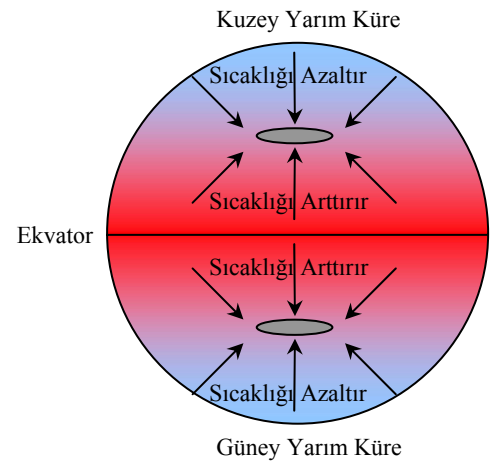 Kuzey Yarım Küre
Sıcaklığı Azaltır
Sıcaklığı Arttırır
Ekvator
Sıcaklığı Arttırır
Sıcaklığı Azaltır
Güney Yarım Küre